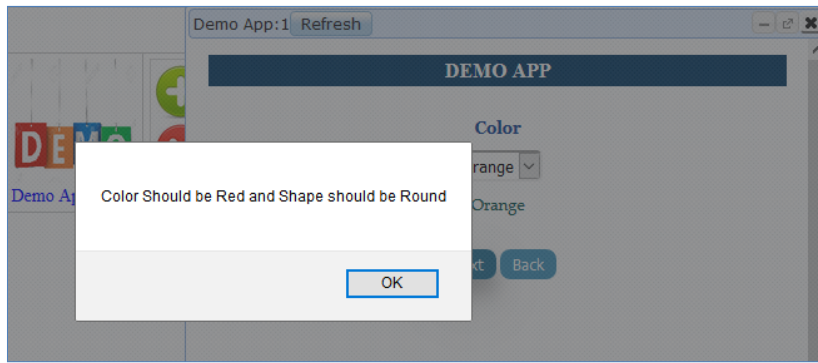 Demo App:1 Refresh
DEMO APP
Color
range
Orange
Back
DEMO
Demo Ap
Color Should be Red and Shape should be Round
OK